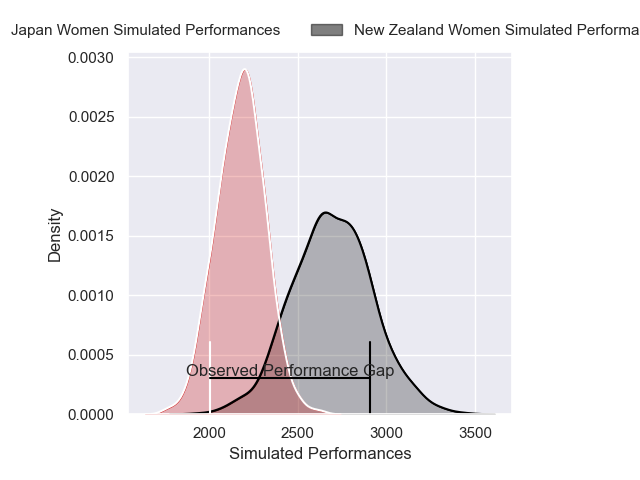 Japan Women Simulated Performances
New Zealand Women Simulated Performa
0.0030
0.0025
0.0020
0.0015
0.0010
0.0005
0.0000
Density
Observed Performance Gap
2000 2500 3000 3500
Simulated Performances